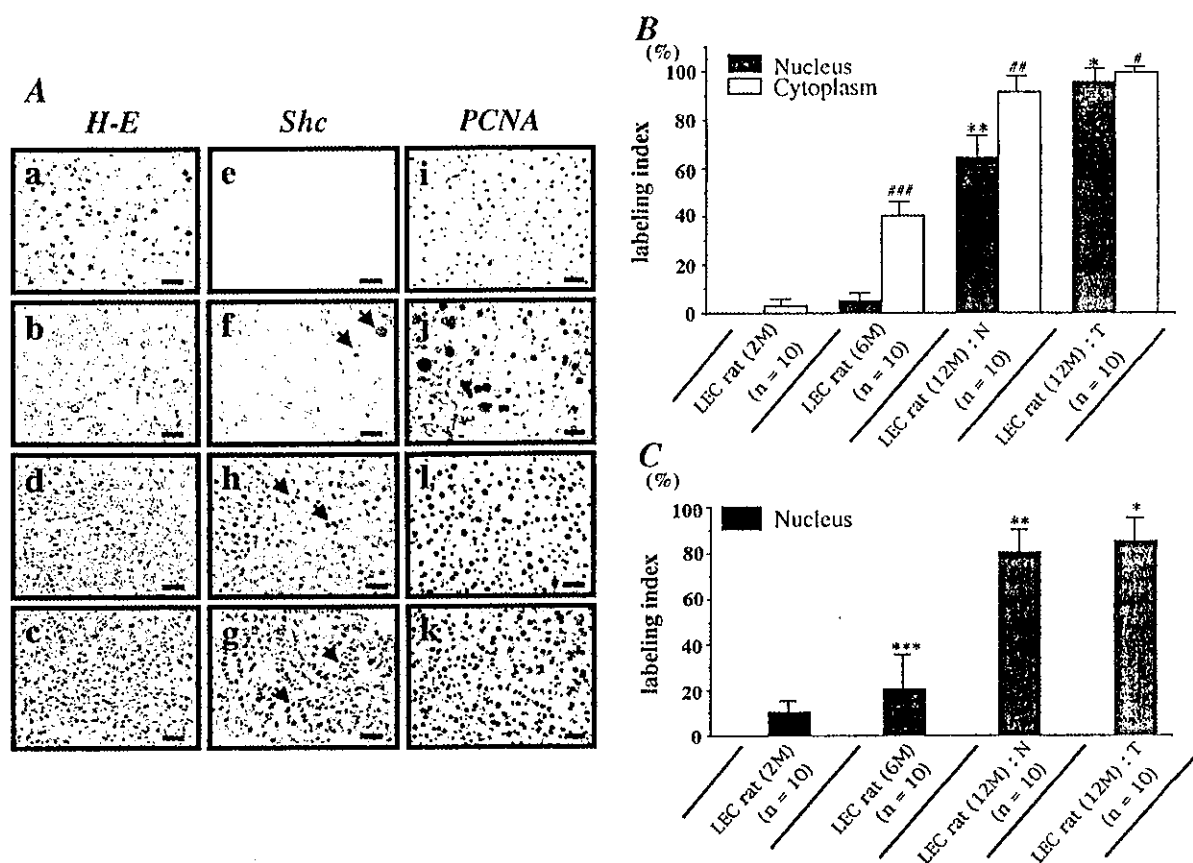 A
H-E Shc PCNA
a e i
b f j
d h l
c g k
B
(%)
Nucleus
Cytoplasm
labeling index
100
80
60
40
20
0
###
**
##
*
#
LEC rat (2M)
(n = 10)
LEC rat (6M)
(n = 10)
LEC rat (12M) : N
(n = 10)
LEC rat (12M) : T
(n = 10)
C
(%)
Nucleus
labeling index
100
80
60
40
20
0
***
**
*
LEC rat (2M)
(n = 10)
LEC rat (6M)
(n = 10)
LEC rat (12M) : N
(n = 10)
LEC rat (12M) : T
(n = 10)